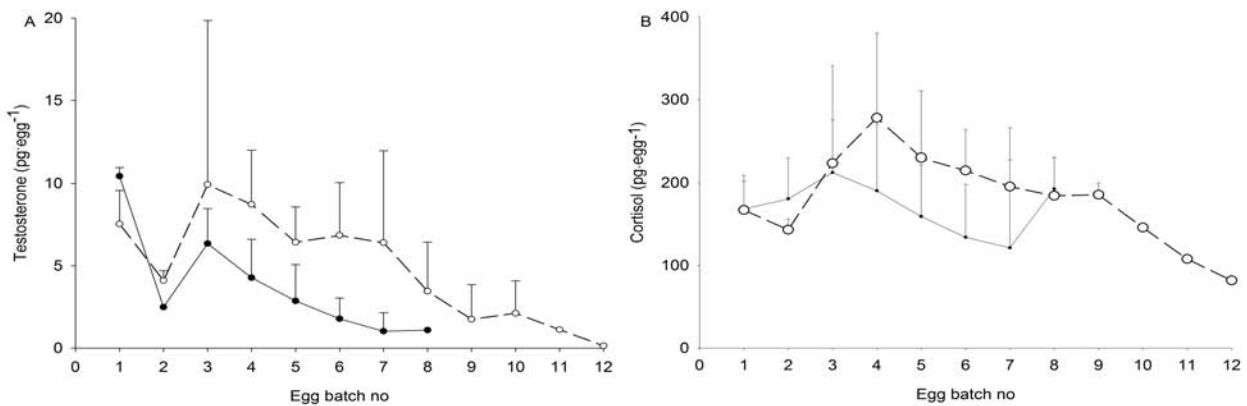 A
Testosterone (pg·egg-1)
20
15
10
5
0
0 1 2 3 4 5 6 7 8 9 10 11 12
Egg batch no
B
Cortisol (pg.egg-1)
400
300
200
100
0
0 1 2 3 4 5 6 7 8 9 10 11 12
Egg batch no